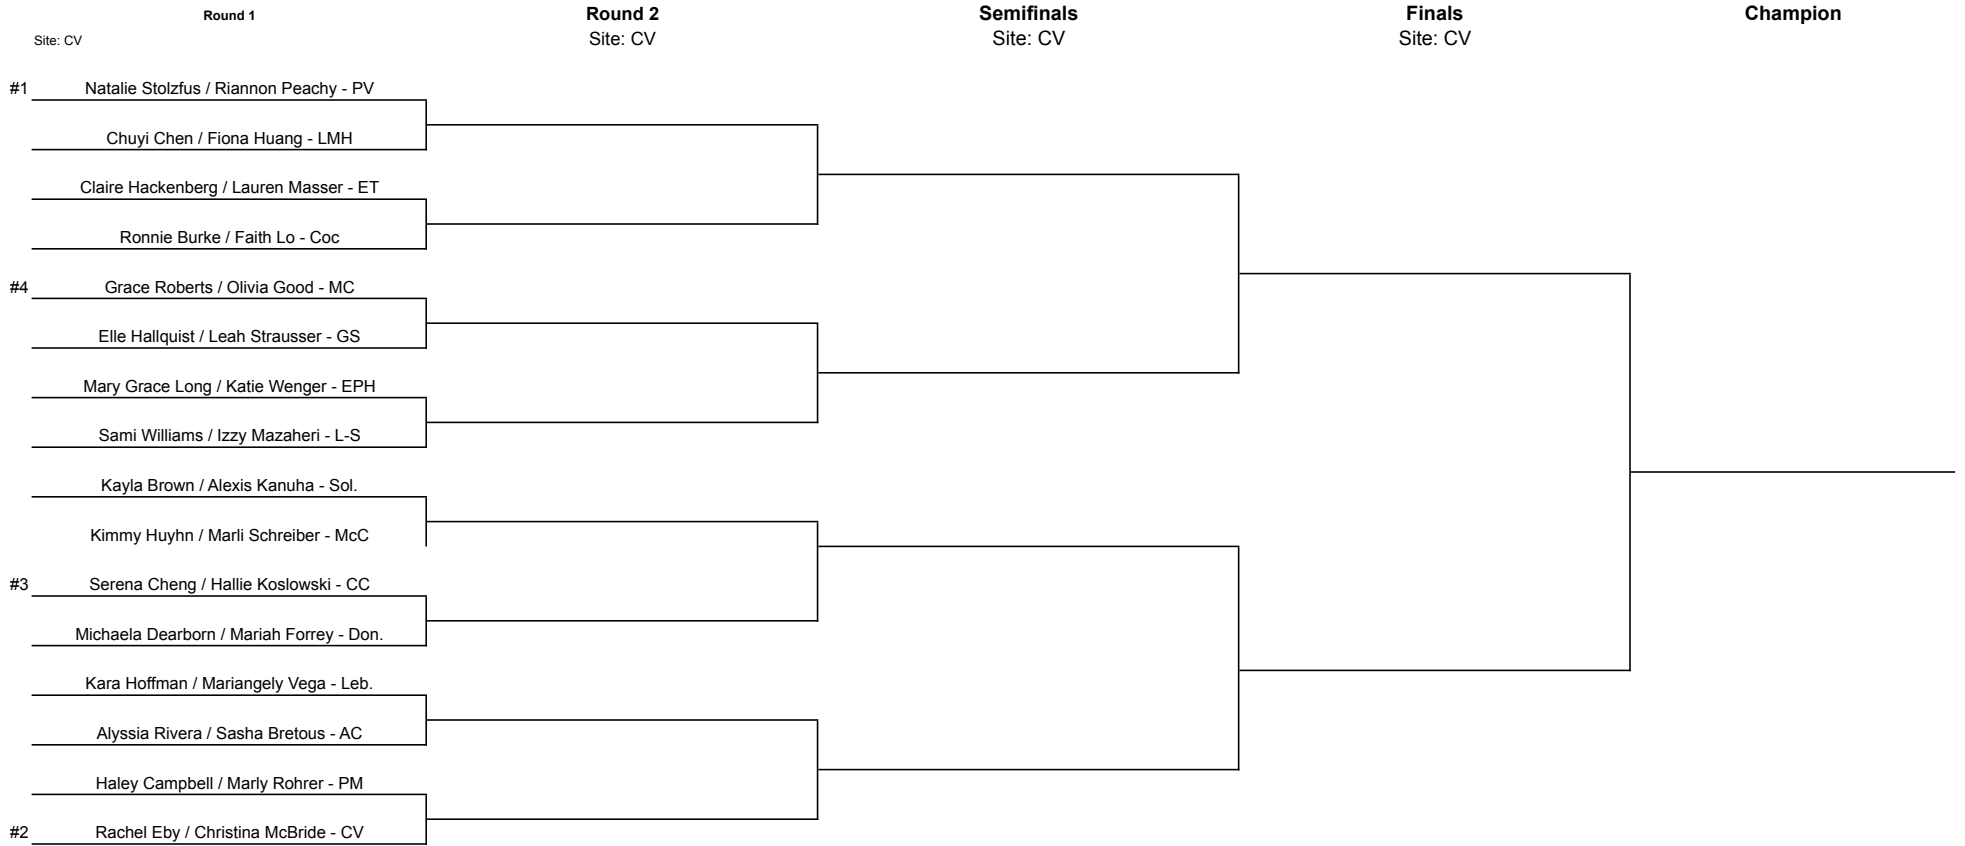 Round 1 Round 2 Semifinals Finals Champion
Site: CV Site: CV Site: CV Site: CV
#1 Natalie Stolzfus / Riannon Peachy - PV
Chuyi Chen / Fiona Huang - LMH
Claire Hackenberg / Lauren Masser - ET
Ronnie Burke / Faith Lo - Coc
#4 Grace Roberts / Olivia Good - MC
Elle Hallquist / Leah Strausser - GS
Mary Grace Long / Katie Wenger - EPH
Sami Williams / Izzy Mazaheri - L-S
Kayla Brown / Alexis Kanuha - Sol.
Kimmy Huyhn / Marli Schreiber - McC
#3 Serena Cheng / Hallie Koslowski - CC
Michaela Dearborn / Mariah Forrey - Don.
Kara Hoffman / Mariangely Vega - Leb.
Alyssia Rivera / Sasha Bretous - AC
Haley Campbell / Marly Rohrer - PM
#2 Rachel Eby / Christina McBride - CV